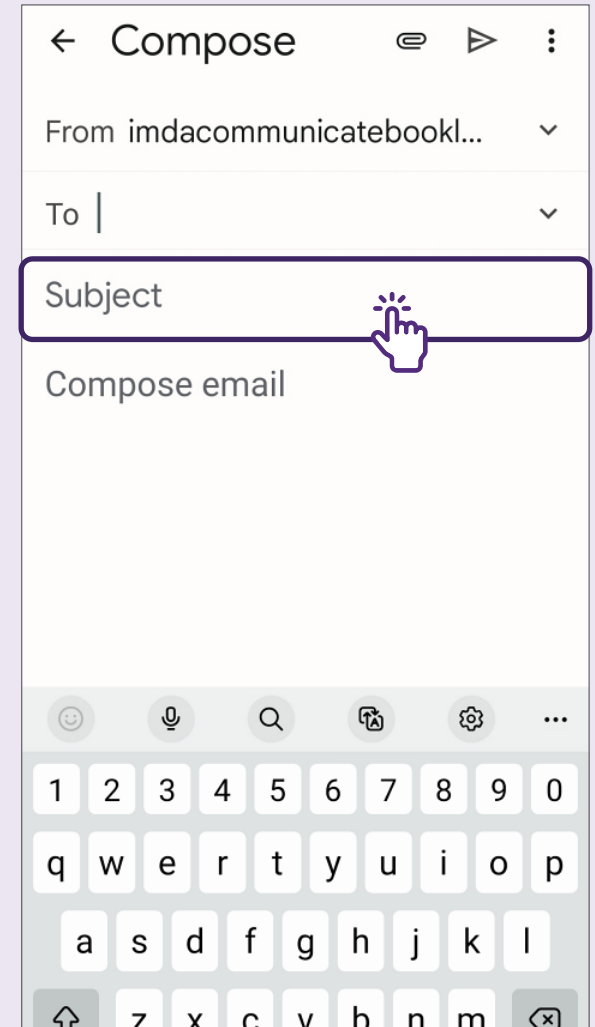 Compose
From imdacommunicatebookl...
To
Subject
Compose email
1 2 3 4 5 6 7 8 9 0
q w e r t y u i o p
a s d f g h j k l
z x c v b n m